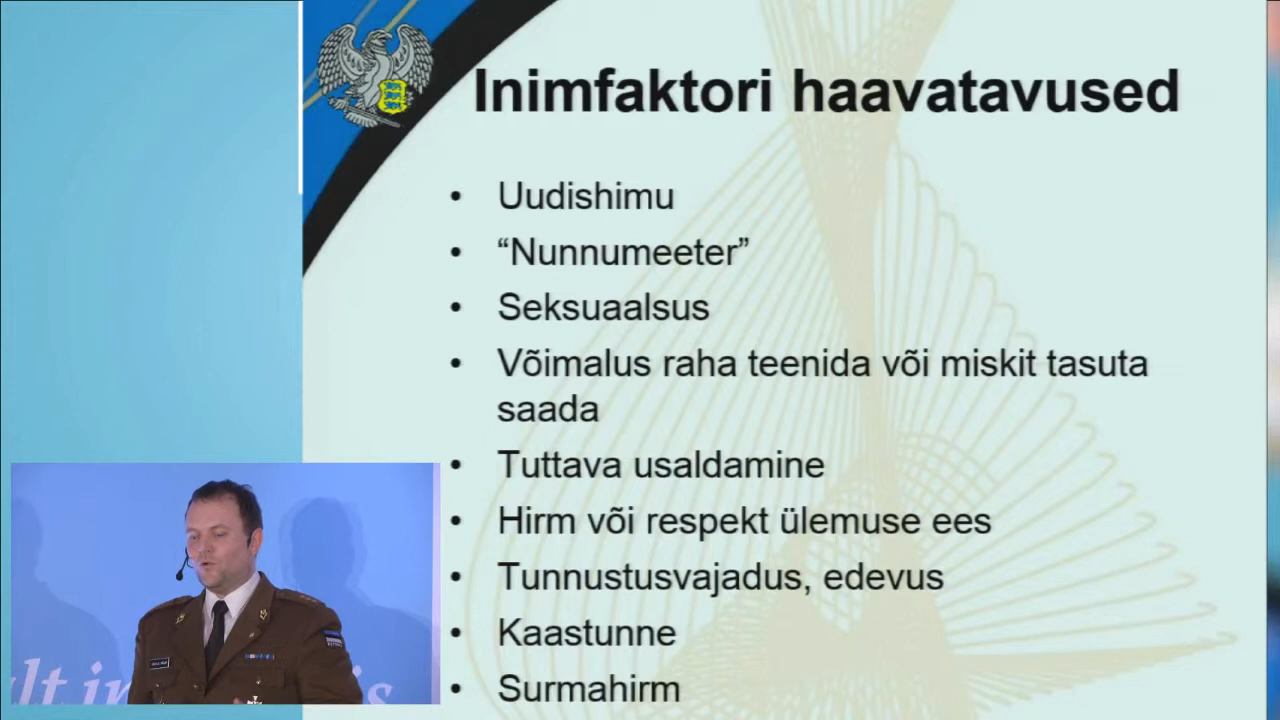 Inimfaktori haavatavused
• Uudishimu
• “Nunnumeeter”
• Seksuaalsus
• Võimalus raha teenida või miskit tasuta
saada
• Tuttava usaldamine
• Hirm või respekt ülemuse ees
• Tunnustusvajadus, edevus
• Kaastunne
• Surmahirm